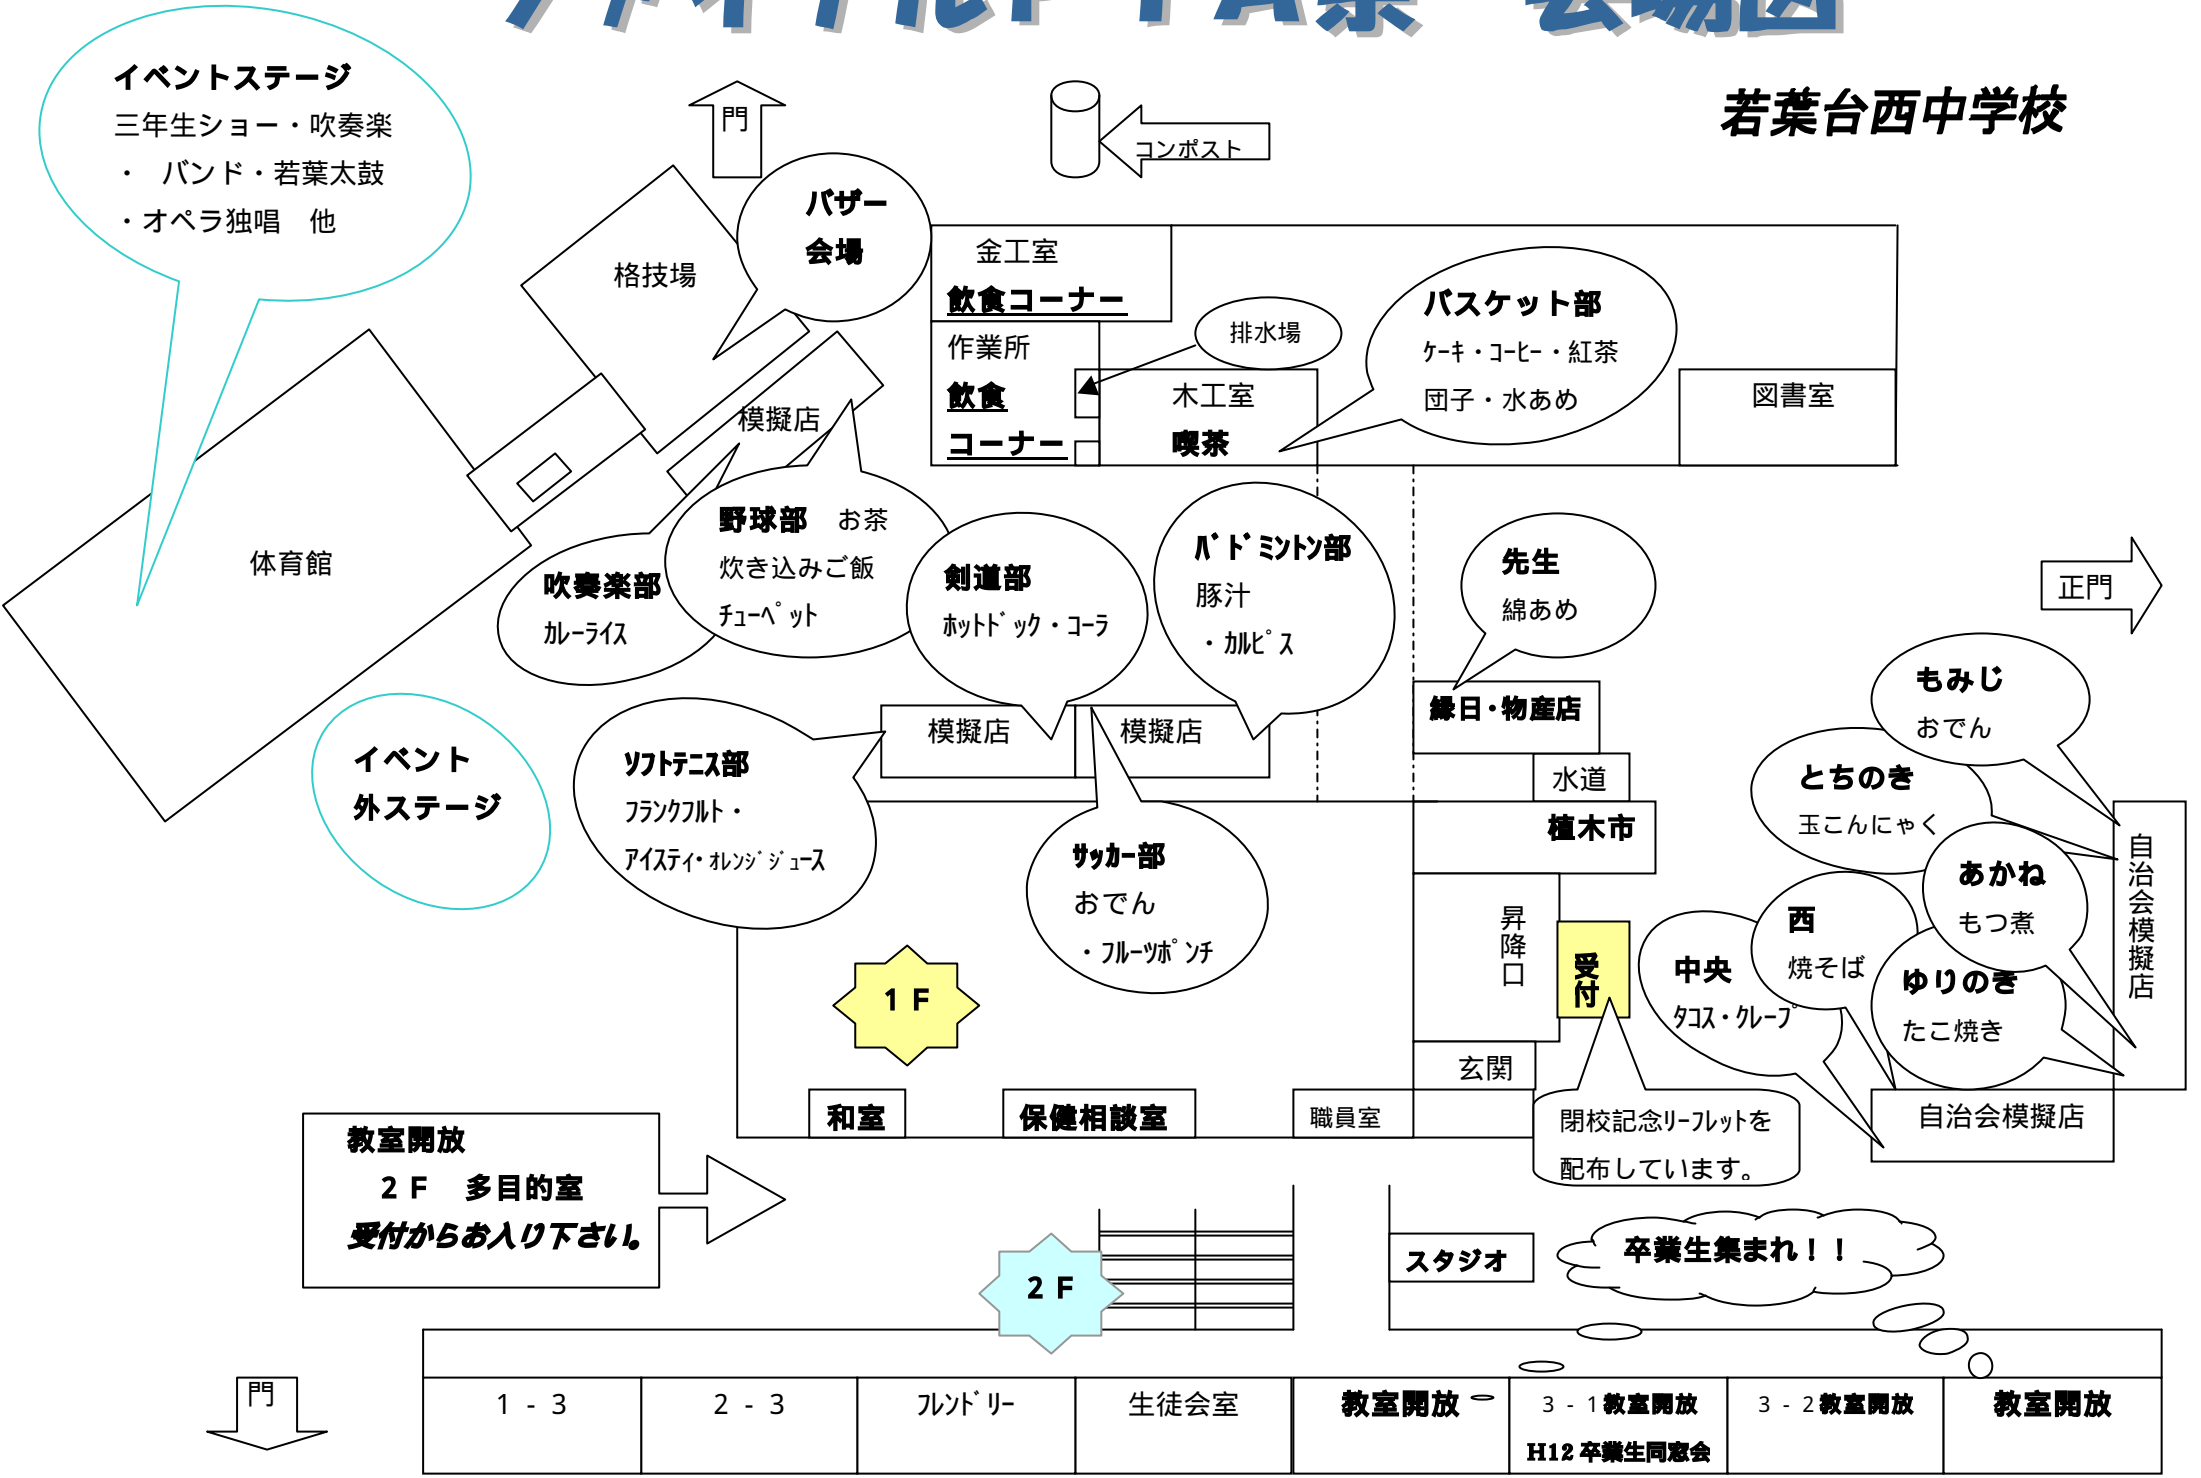 ファイナルPTA祭 会場図
若葉台西中学校
イベントステージ
三年生ショー・吹奏楽
・ バンド・若葉太鼓
・オペラ独唱 他
門
コンポスト
バザー
会場
格技場
金工室
飲食コーナー
作業所
飲食
コーナー
排水場
木工室
喫茶
バスケット部
ケーキ・コーヒー・紅茶
団子・水あめ
図書室
模擬店
体育館
吹奏楽部
カレーライス
野球部 お茶
炊き込みご飯
チューペット
剣道部
ホットドック・コーラ
バドミントン部
豚汁
・カルピス
先生
綿あめ
正門
もみじ
おでん
とちのき
玉こんにゃく
あかね
もつ煮
西
焼そば
中央
タコス・クレープ
ゆりのき
たこ焼き
自治会模擬店
自治会模擬店
イベント
外ステージ
ソフトテニス部
フランクフルト・
アイスティ・オレンジジュース
模擬店
模擬店
サッカー部
おでん
・フルーツポンチ
縁日・物産店
水道
植木市
昇降口
受付
玄関
1F
和室
保健相談室
職員室
閉校記念リーフレットを
配布しています。
教室開放
2F 多目的室
受付からお入り下さい。
2F
スタジオ
卒業生集まれ！！
門
1-3
2-3
フレンドリー
生徒会室
教室開放
3-1教室開放
H12卒業生同窓会
3-2教室開放
教室開放